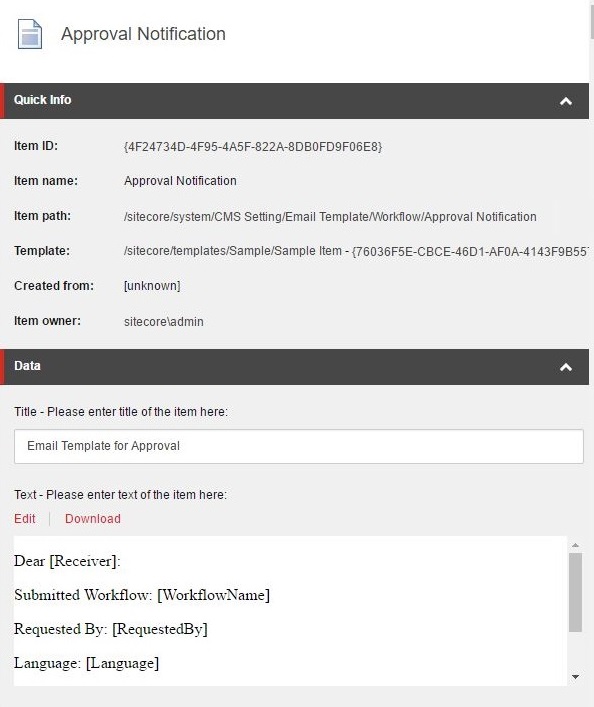 Approval Notification
Quick Info
Item ID: {4F24734D-4F95-4A5F-822A-8DB0FD9F06E8}
Item name: Approval Notification
Item path: /sitecore/system/CMS Setting/Email Template/Workflow/Approval Notification
Template: /sitecore/templates/Sample/Sample Item - {76036F5E-CBCE-46D1-AF0A-4143F9B557
Created from: [unknown]
Item owner: sitecore\admin
Data
Title - Please enter title of the item here:
Email Template for Approval
Text - Please enter text of the item here:
Edit Download
Dear [Receiver]:
Submitted Workflow: [WorkflowName]
Requested By: [RequestedBy]
Language: [Language]